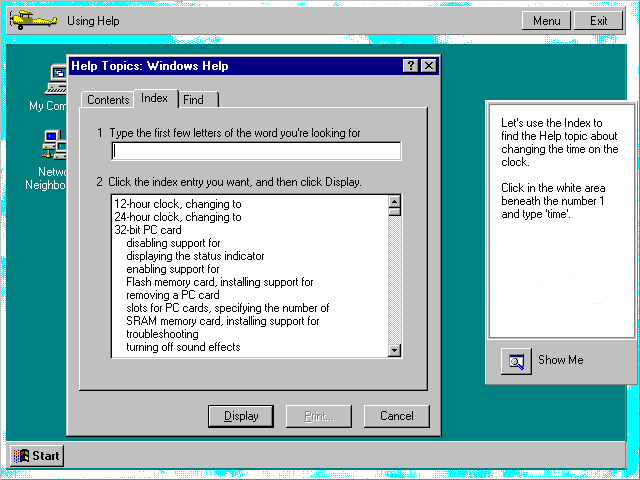 Using Help
Menu
Exit
My Com
Netwo
Neighbo
Help Topics: Windows Help
Contents
Index
Find
1 Type the first few letters of the word you're looking for
2 Click the index entry you want, and then click Display.
12-hour clock, changing to
24-hour clock, changing to
32-bit PC card
disabling support for
displaying the status indicator
enabling support for
Flash memory card, installing support for
removing a PC card
slots for PC cards, specifying the number of
SRAM memory card, installing support for
troubleshooting
turning off sound effects
Display
Print...
Cancel
Let's use the Index to
find the Help topic about
changing the time on the
clock.
Click in the white area
beneath the number 1
and type 'time'.
Show Me
Start